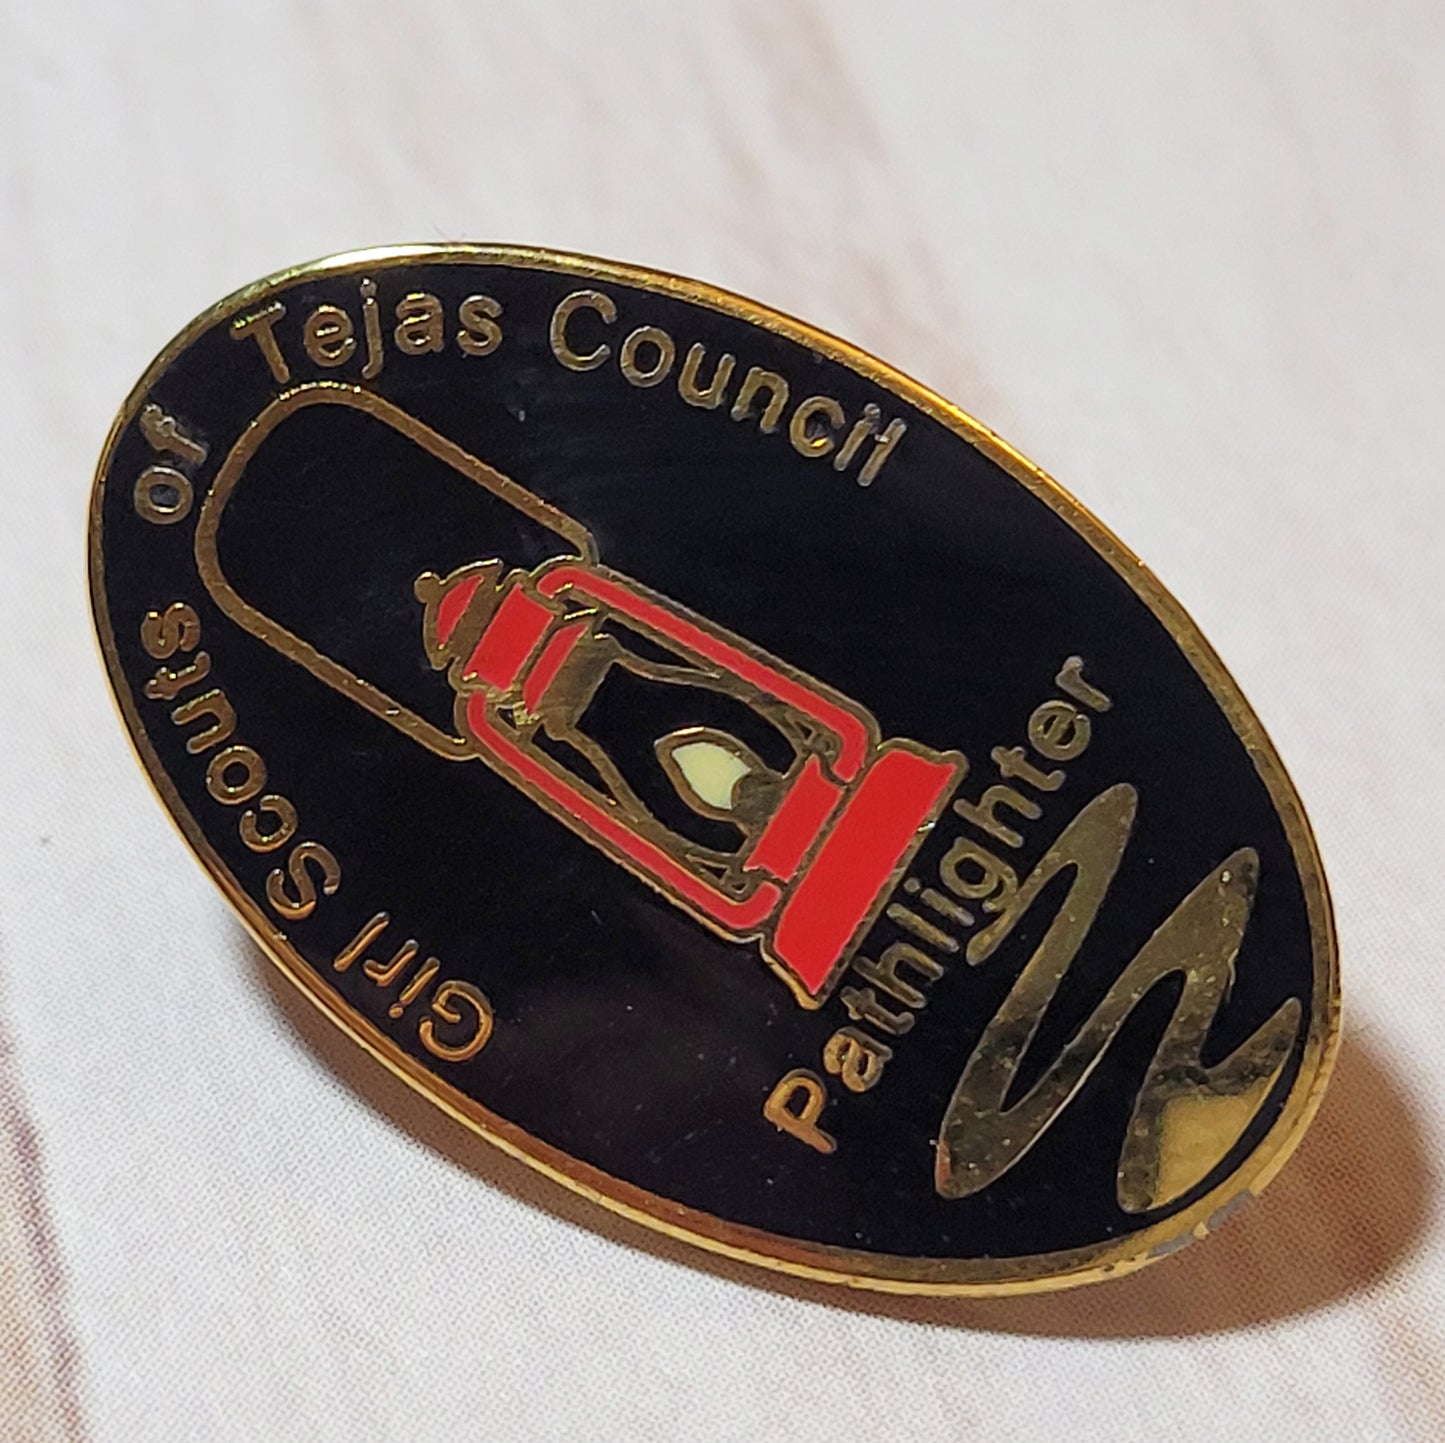 Girl Scouts of Tejas Council
Pathlighter